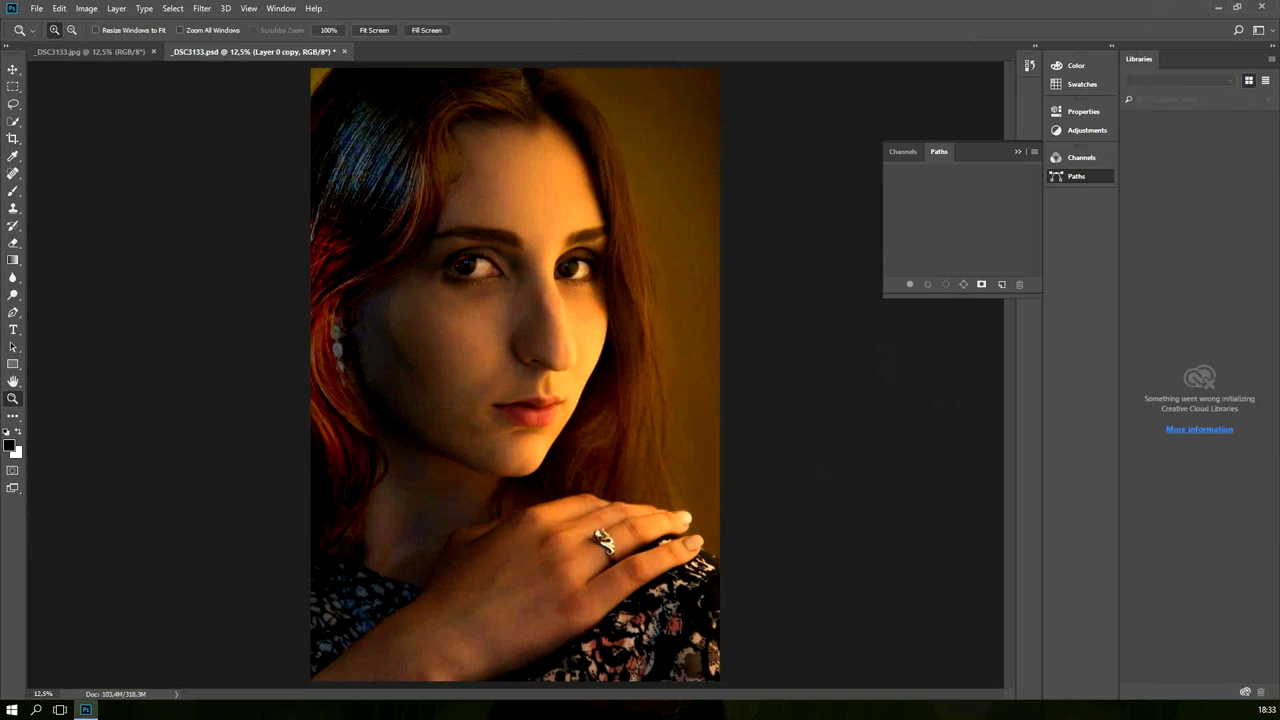 Ps File Edit Image Layer Type Select Filter 3D View Window Help
Resize Windows to Fit Zoom All Windows Scrubby Zoom 100% Fit Screen Fill Screen
_DSC3133.jpg @ 12,5% (RGB/8*) × _DSC3133.psd @ 12,5% (Layer 0 copy, RGB/8*) * ×
Libraries
Color
Swatches
Properties
Adjustments
Channels
Paths
Channels Paths
Something went wrong initializing
Creative Cloud Libraries
More information
12,5% Doc: 103,4M/318,3M
Ps
18:33